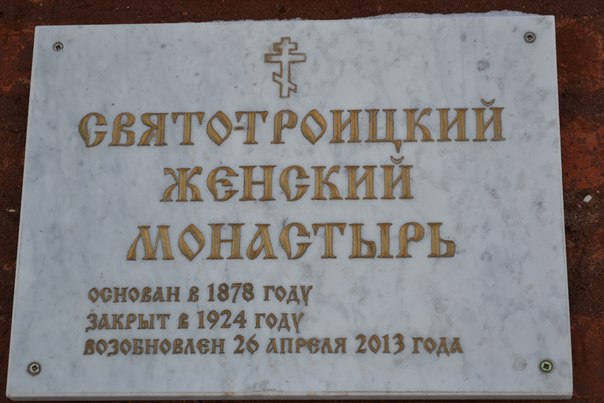 СВЯТО-ТРОИЦКИЙ
ЖЕНСКИЙ
МОНАСТЫРЬ
ОСНОВАН В 1878 ГОДУ
ЗАКРЫТ В 1924 ГОДУ
ВОЗОБНОВЛЕН 26 АПРЕЛЯ 2013 ГОДА